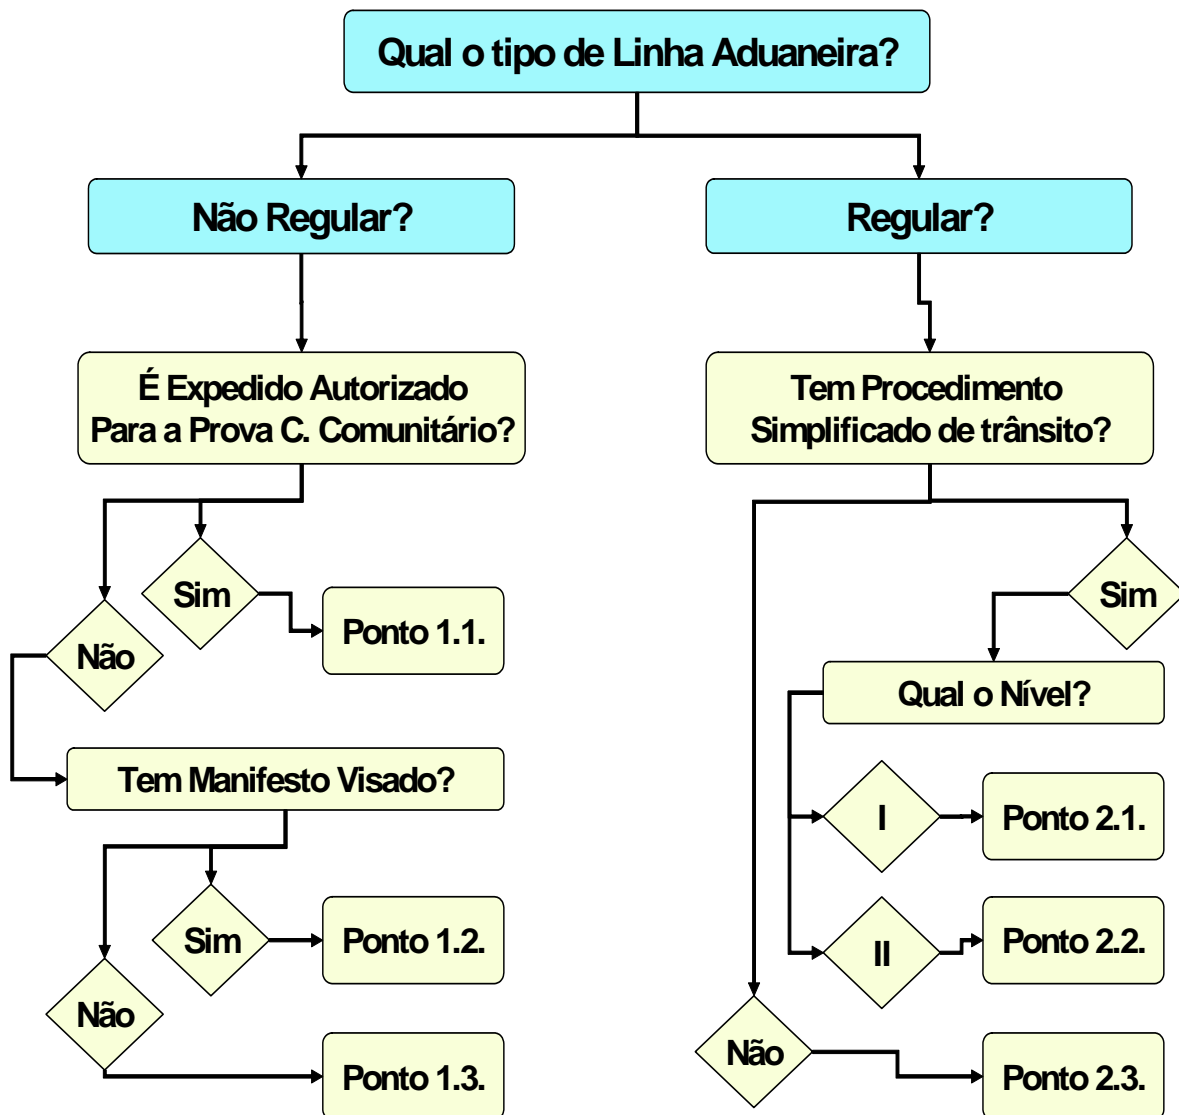 Qual o tipo de Linha Aduaneira?
Não Regular?
Regular?
É Expedido Autorizado
Para a Prova C. Comunitário?
Tem Procedimento
Simplificado de trânsito?
Sim
Ponto 1.1.
Não
Sim
Qual o Nível?
Tem Manifesto Visado?
I
Ponto 2.1.
Sim
Ponto 1.2.
II
Ponto 2.2.
Não
Ponto 1.3.
Não
Ponto 2.3.